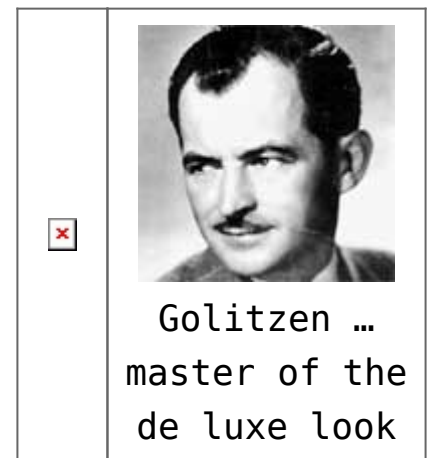 Golitzen …
master of the
de luxe look